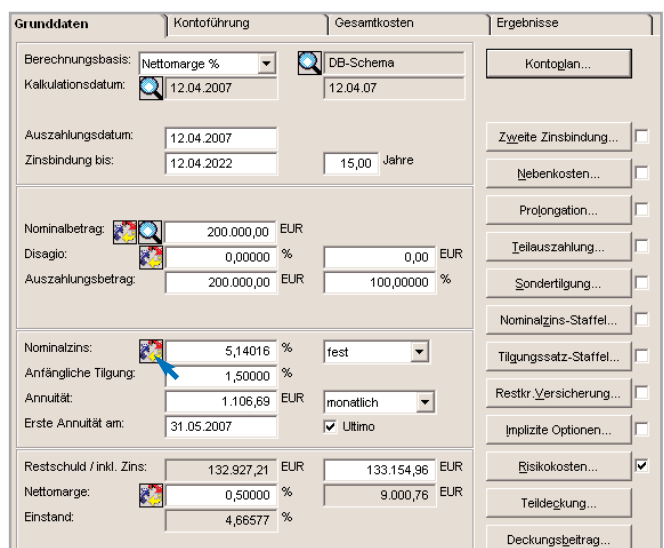 Grunddaten Kontoführung Gesamtkosten Ergebnisse
Berechnungsbasis: Nettomarge % DB-Schema Kontoplan...
Kalkulationsdatum: 12.04.2007 12.04.07
Auszahlungsdatum: 12.04.2007 Zweite Zinsbindung...
Zinsbindung bis: 12.04.2022 15,00 Jahre Nebenkosten...
Prolongation...
Nominalbetrag: 200.000,00 EUR
Disagio: 0,00000 % 0,00 EUR Teilauszahlung...
Auszahlungsbetrag: 200.000,00 EUR 100,00000 % Sondertilgung...
Nominalzins-Staffel...
Nominalzins: 5,14016 % fest Tilgungssatz-Staffel...
Anfängliche Tilgung: 1,50000 %
Annuität: 1.106,69 EUR monatlich Restkr.Versicherung...
Erste Annuität am: 31.05.2007 Ultimo Implizite Optionen...
Restschuld / inkl. Zins: 132.927,21 EUR 133.154,96 EUR Risikokosten...
Nettomarge: 0,50000 % 9.000,76 EUR Teildeckung...
Einstand: 4,66577 %
Deckungsbeitrag...